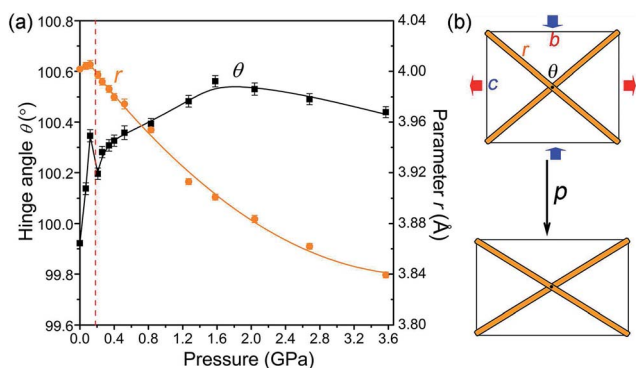 (a)
100.8
100.6
100.4
100.2
100.0
99.8
99.6
Hinge angle θ (°)
r
θ
4.04
4.00
3.96
3.92
3.88
3.84
3.80
Parameter r (Å)
0.0 0.4 0.8 1.2 1.6 2.0 2.4 2.8 3.2 3.6
Pressure (GPa)
(b)
b
r
θ
c
p